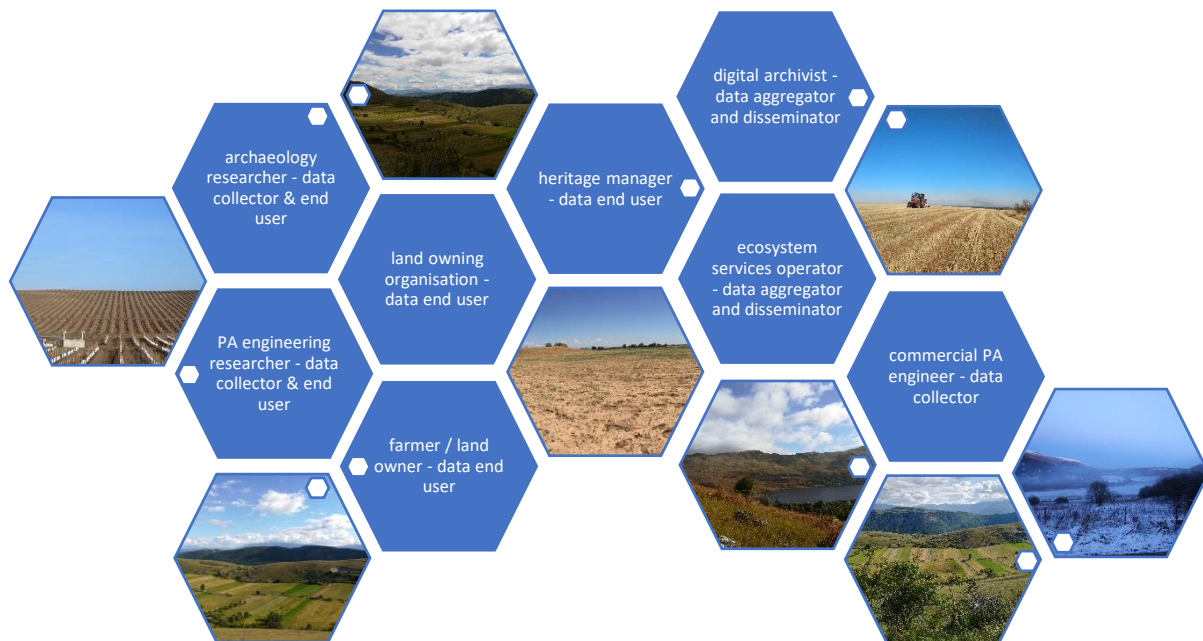 digital archivist -
data aggregator
and disseminator
archaeology
researcher - data
collector & end
user
heritage manager
- data end user
land owning
organisation -
data end user
ecosystem
services operator
- data aggregator
and disseminator
PA engineering
researcher - data
collector & end
user
commercial PA
engineer - data
collector
farmer / land
owner - data end
user